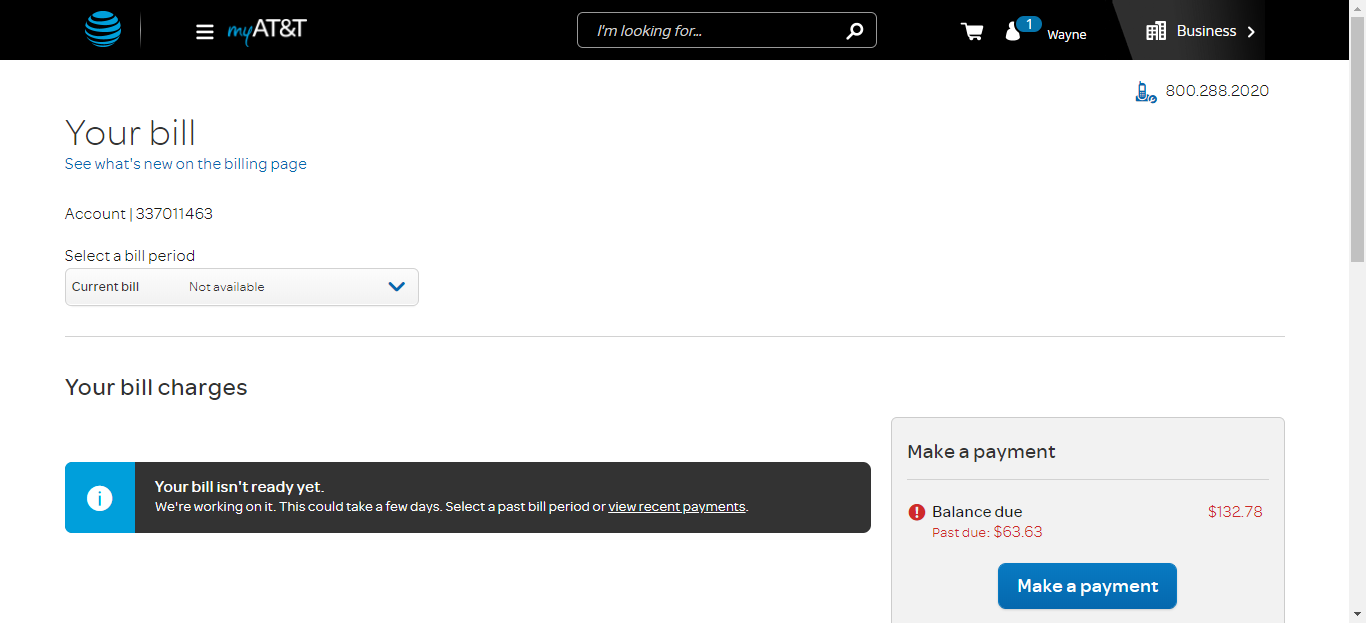 myAT&T
I'm looking for...
1
Wayne
Business
800.288.2020
Your bill
See what's new on the billing page
Account | 337011463
Select a bill period
Current bill Not available
Your bill charges
Your bill isn't ready yet.
We're working on it. This could take a few days. Select a past bill period or view recent payments.
Make a payment
Balance due $132.78
Past due: $63.63
Make a payment